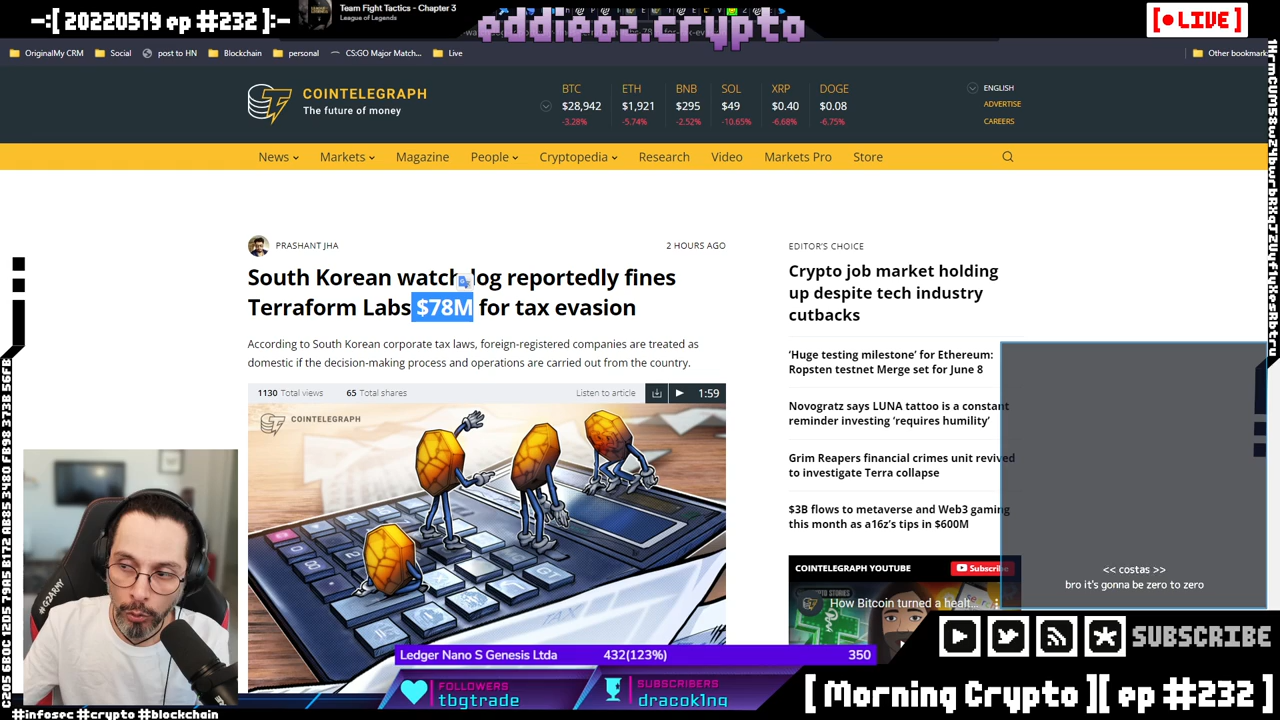 -:[ 20220519 ep #232 ]:-
Team Fight Tactics - Chapter 3
League of Legends
eddieoz.crypto
[ • LIVE ]
OriginalMy CRM
Social
post to HN
Blockchain
personal
CS:GO Major Match...
Live
Other bookmark
COINTELEGRAPH
The future of money
BTC ETH BNB SOL XRP DOGE
$28,942 $1,921 $295 $49 $0.40 $0.08
-3.28% -5.74% -2.52% -10.65% -6.68% -6.75%
ENGLISH
ADVERTISE
CAREERS
News Markets Magazine People Cryptopedia Research Video Markets Pro Store
PRASHANT JHA
2 HOURS AGO
South Korean watch log reportedly fines
Terraform Labs $78M for tax evasion
According to South Korean corporate tax laws, foreign-registered companies are treated as
domestic if the decision-making process and operations are carried out from the country.
1130 Total views 65 Total shares Listen to article 1:59
COINTELEGRAPH
EDITOR'S CHOICE
Crypto job market holding
up despite tech industry
cutbacks
‘Huge testing milestone’ for Ethereum:
Ropsten testnet Merge set for June 8
Novogratz says LUNA tattoo is a constant
reminder investing ‘requires humility’
Grim Reapers financial crimes unit revived
to investigate Terra collapse
$3B flows to metaverse and Web3 gaming
this month as a16z's tips in $600M
COINTELEGRAPH YOUTUBE
Subscribe
How Bitcoin turned a healt...
<< costas >>
bro it's gonna be zero to zero
Ledger Nano S Genesis Ltda 432(123%) 350
FOLLOWERS
tbgtrade
SUBSCRIBERS
dracok1ng
SUBSCRIBE
[ Morning Crypto ][ ep #232 ]
#infosec #crypto #blockchain